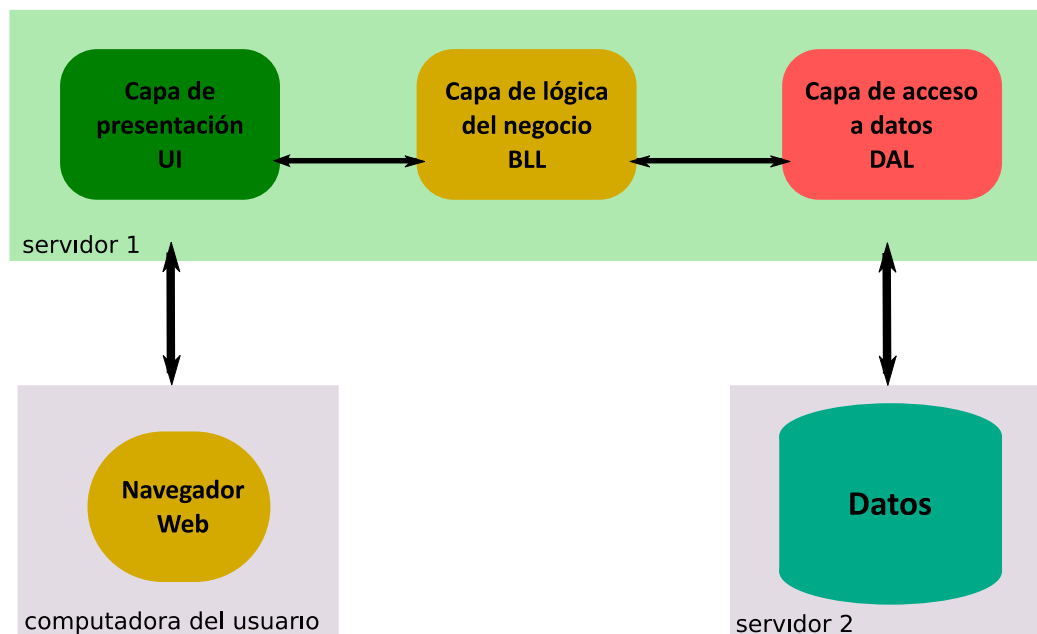 Capa de
presentación
UI
Capa de lógica
del negocio
BLL
Capa de acceso
a datos
DAL
servidor 1
Navegador
Web
computadora del usuario
Datos
servidor 2